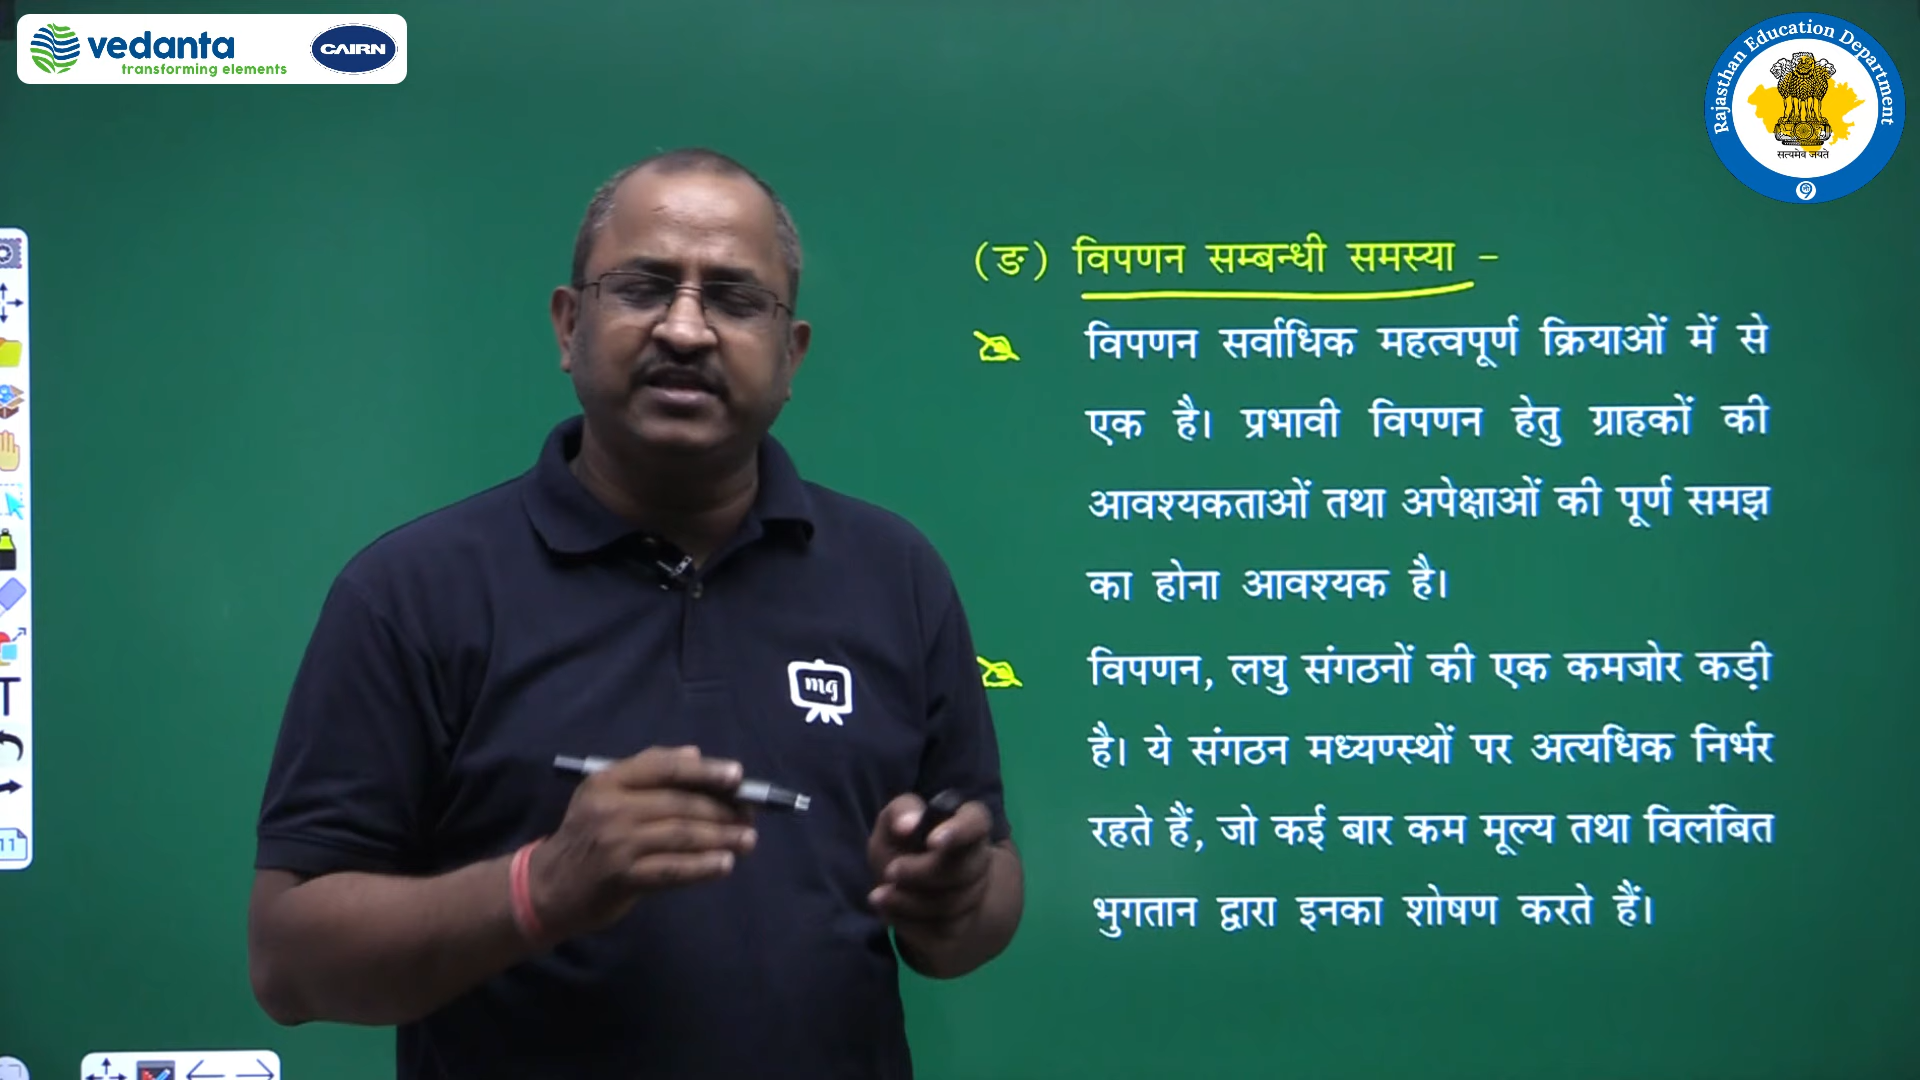 vedanta
transforming elements
CAIRN
Rajasthan Education Department
सत्यमेव जयते
(ङ) विपणन सम्बन्धी समस्या -
विपणन सर्वाधिक महत्वपूर्ण क्रियाओं में से
एक है। प्रभावी विपणन हेतु ग्राहकों की
आवश्यकताओं तथा अपेक्षाओं की पूर्ण समझ
का होना आवश्यक है।
विपणन, लघु संगठनों की एक कमजोर कड़ी
है। ये संगठन मध्यण्स्थों पर अत्यधिक निर्भर
रहते हैं, जो कई बार कम मूल्य तथा विलंबित
भुगतान द्वारा इनका शोषण करते हैं।
mg
T
11